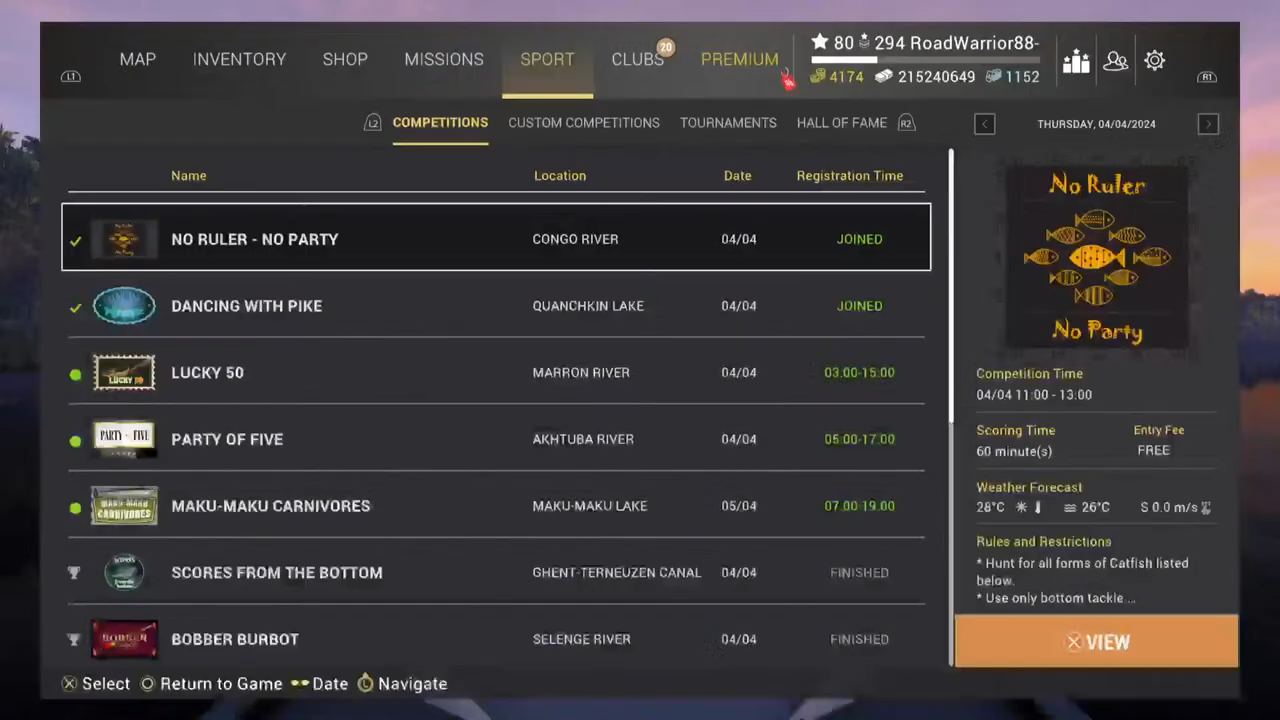 L1
MAP
INVENTORY
SHOP
MISSIONS
SPORT
CLUBS
20
PREMIUM
80 294 RoadWarrior88-
4174 215240649 1152
R1
L2
COMPETITIONS
CUSTOM COMPETITIONS
TOURNAMENTS
HALL OF FAME
R2
THURSDAY, 04/04/2024
Name Location Date Registration Time
NO RULER - NO PARTY CONGO RIVER 04/04 JOINED
DANCING WITH PIKE QUANCHKIN LAKE 04/04 JOINED
LUCKY 50 MARRON RIVER 04/04 03:00-15:00
PARTY OF FIVE AKHTUBA RIVER 04/04 05:00-17:00
MAKU-MAKU CARNIVORES MAKU-MAKU LAKE 05/04 07:00-19:00
SCORES FROM THE BOTTOM GHENT-TERNEUZEN CANAL 04/04 FINISHED
BOBBER BURBOT SELENGE RIVER 04/04 FINISHED
No Ruler
No Party
Competition Time
04/04 11:00 - 13:00
Scoring Time Entry Fee
60 minute(s) FREE
Weather Forecast
28°C 26°C S 0.0 m/s
Rules and Restrictions
* Hunt for all forms of Catfish listed
below.
* Use only bottom tackle ...
VIEW
Select Return to Game Date Navigate